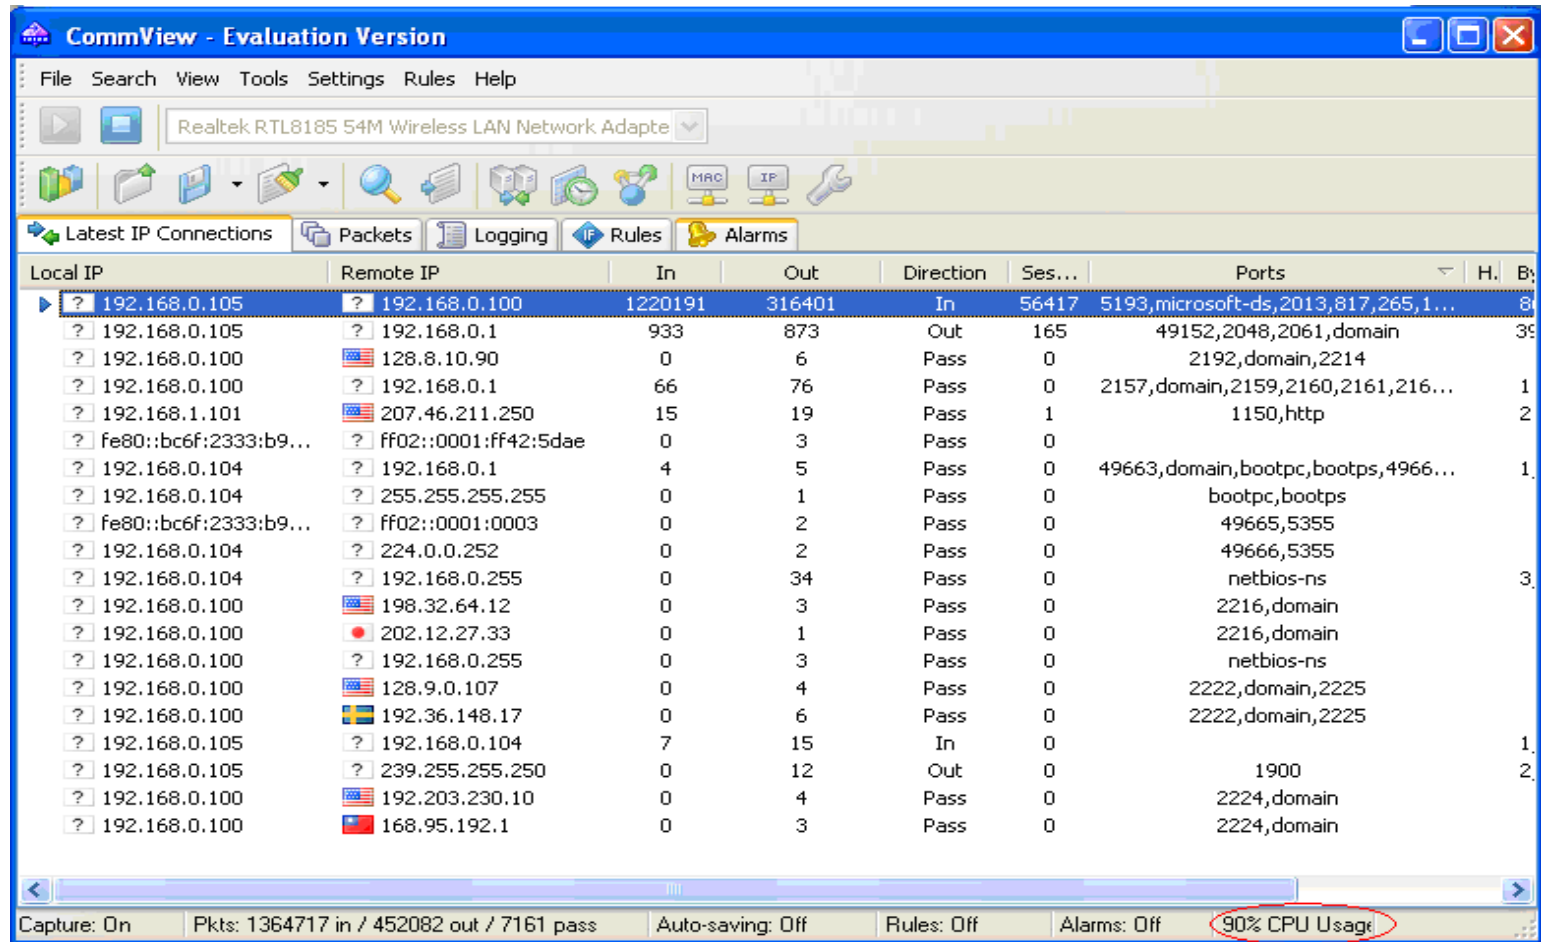 CommView - Evaluation Version
File Search View Tools Settings Rules Help
Realtek RTL8185 54M Wireless LAN Network Adapte
MAC IP
Latest IP Connections Packets Logging IF Rules Alarms
Local IP Remote IP In Out Direction Ses... Ports H.
? 192.168.0.105 ? 192.168.0.100 1220191 316401 In 56417 5193,microsoft-ds,2013,817,265,1...
? 192.168.0.105 ? 192.168.0.1 933 873 Out 165 49152,2048,2061,domain 39
? 192.168.0.100 128.8.10.90 0 6 Pass 0 2192,domain,2214
? 192.168.0.100 ? 192.168.0.1 66 76 Pass 0 2157,domain,2159,2160,2161,216... 1
? 192.168.1.101 207.46.211.250 15 19 Pass 1 1150,http 2
? fe80::bc6f:2333:b9... ? ff02::0001:ff42:5dae 0 3 Pass 0
? 192.168.0.104 ? 192.168.0.1 4 5 Pass 0 49663,domain,bootpc,bootps,4966... 1
? 192.168.0.104 ? 255.255.255.255 0 1 Pass 0 bootpc,bootps
? fe80::bc6f:2333:b9... ? ff02::0001:0003 0 2 Pass 0 49665,5355
? 192.168.0.104 ? 224.0.0.252 0 2 Pass 0 49666,5355
? 192.168.0.104 ? 192.168.0.255 0 34 Pass 0 netbios-ns 3
? 192.168.0.100 198.32.64.12 0 3 Pass 0 2216,domain
? 192.168.0.100 202.12.27.33 0 1 Pass 0 2216,domain
? 192.168.0.100 ? 192.168.0.255 0 3 Pass 0 netbios-ns
? 192.168.0.100 128.9.0.107 0 4 Pass 0 2222,domain,2225
? 192.168.0.100 192.36.148.17 0 6 Pass 0 2222,domain,2225
? 192.168.0.105 ? 192.168.0.104 7 15 In 0 1
? 192.168.0.105 ? 239.255.255.250 0 12 Out 0 1900 2
? 192.168.0.100 192.203.230.10 0 4 Pass 0 2224,domain
? 192.168.0.100 168.95.192.1 0 3 Pass 0 2224,domain
Capture: On Pkts: 1364717 in / 452082 out / 7161 pass Auto-saving: Off Rules: Off Alarms: Off 90% CPU Usage